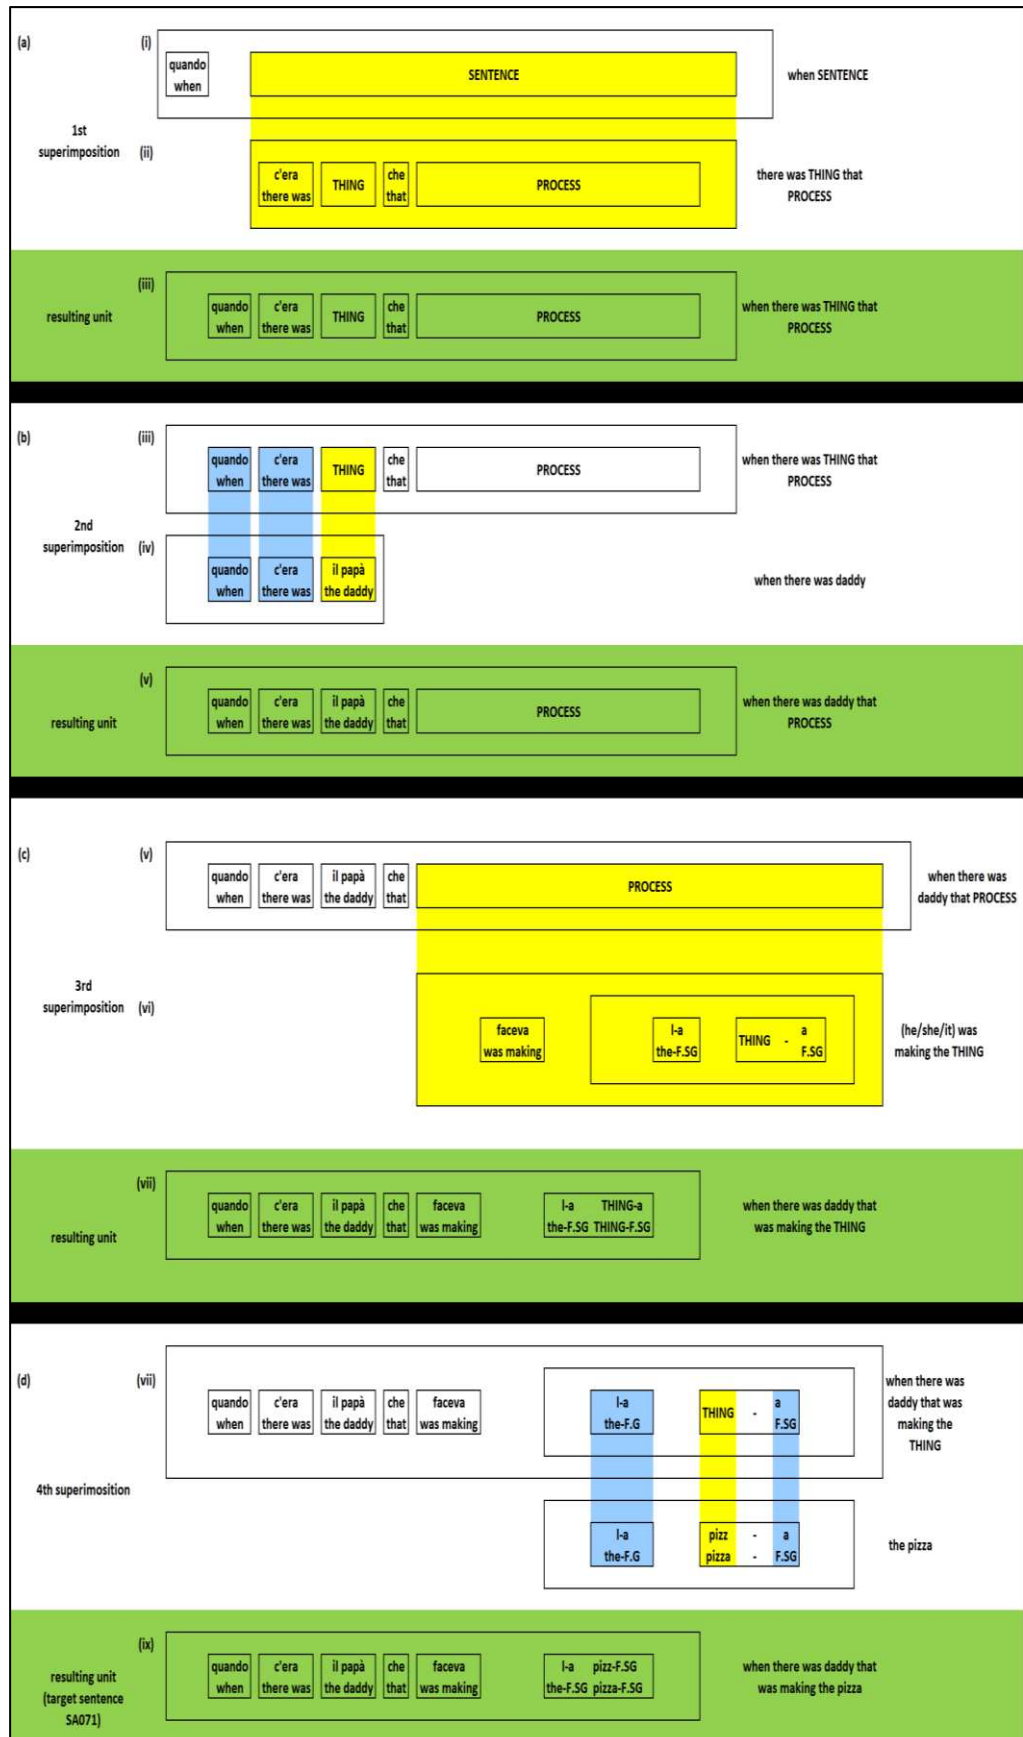 (a)
(i)
quando
when
SENTENCE
when SENTENCE
1st
superimposition
(ii)
c'era
there was
THING
che
that
PROCESS
there was THING that
PROCESS
(iii)
resulting unit
quando
when
c'era
there was
THING
che
that
PROCESS
when there was THING that
PROCESS
(b)
(iii)
quando
when
c'era
there was
THING
che
that
PROCESS
when there was THING that
PROCESS
2nd
superimposition
(iv)
quando
when
c'era
there was
il papà
the daddy
when there was daddy
(v)
resulting unit
quando
when
c'era
there was
il papà
the daddy
che
that
PROCESS
when there was daddy that
PROCESS
(c)
(v)
quando
when
c'era
there was
il papà
the daddy
che
that
PROCESS
when there was
daddy that PROCESS
3rd
superimposition
(vi)
faceva
was making
l-a
the-F.SG
THING - a
F.SG
(he/she/it) was
making the THING
(vii)
resulting unit
quando
when
c'era
there was
il papà
the daddy
che
that
faceva
was making
l-a THING-a
the-F.SG THING-F.SG
when there was daddy that
was making the THING
(d)
(vii)
quando
when
c'era
there was
il papà
the daddy
che
that
faceva
was making
l-a
the-F.G
THING - a
F.SG
when there was
daddy that was
making the
THING
4th superimosition
l-a
the-F.G
pizz - a
pizza - F.SG
the pizza
(ix)
resulting unit
(target sentence
SA071)
quando
when
c'era
there was
il papà
the daddy
che
that
faceva
was making
l-a pizz-F.SG
the-F.SG pizza-F.SG
when there was daddy that
was making the pizza